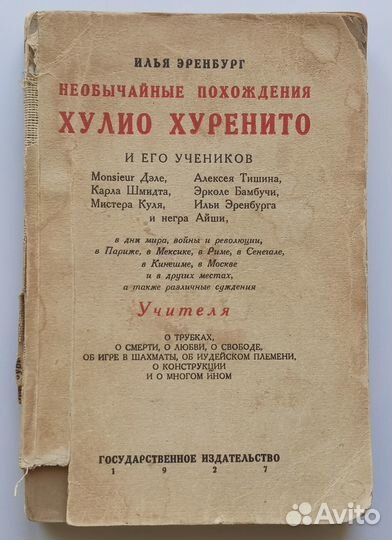 ИЛЬЯ ЭРЕНБУРГ
НЕОБЫЧАЙНЫЕ ПОХОЖДЕНИЯ
ХУЛИО ХУРЕНИТО
И ЕГО УЧЕНИКОВ
Monsieur Дэле, Алексея Тишина,
Карла Шмидта, Эрколе Бамбучи,
Мистера Куля, Ильи Эренбурга
и негра Айши,
в дни мира, войны и революции,
в Париже, в Мексике, в Риме, в Сенегале,
в Кинешме, в Москве
и в других местах,
а также различные суждения
Учителя
О ТРУБКАХ,
О СМЕРТИ, О ЛЮБВИ, О СВОБОДЕ,
ОБ ИГРЕ В ШАХМАТЫ, ОБ ИУДЕЙСКОМ ПЛЕМЕНИ,
О КОНСТРУКЦИИ
И О МНОГОМ ИНОМ
ГОСУДАРСТВЕННОЕ ИЗДАТЕЛЬСТВО
1927
Avito